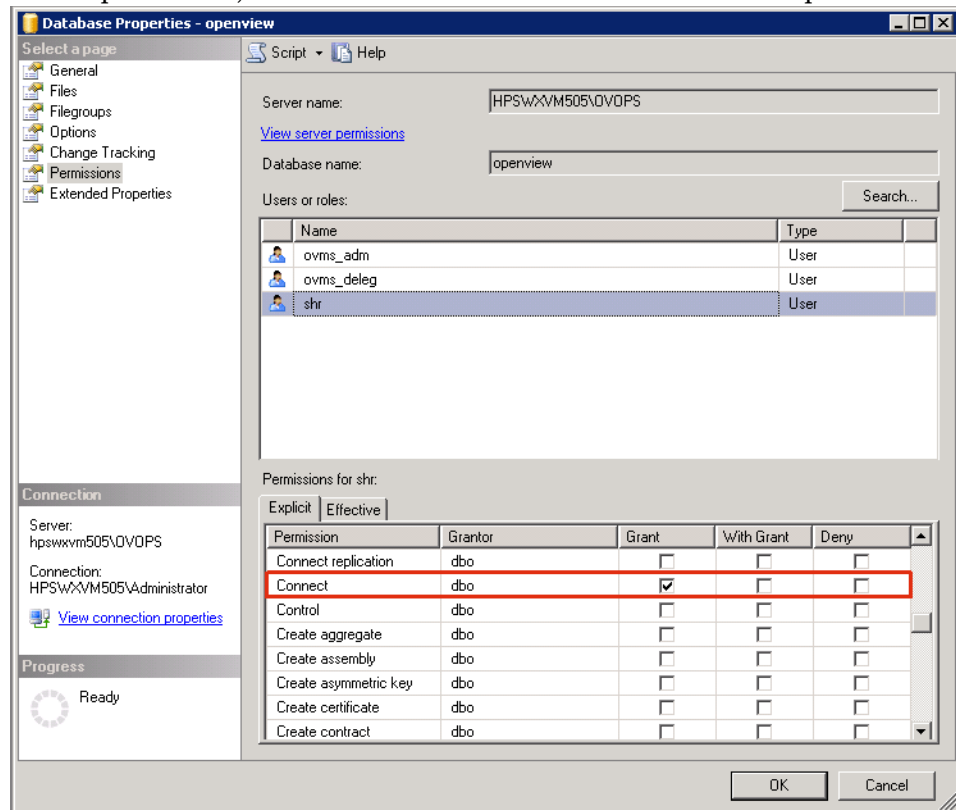 Database Properties - openview
Select a page
General
Files
Filegroups
Options
Change Tracking
Permissions
Extended Properties
Script Help
Server name: HPSWXVM505\OVOPS
View server permissions
Database name: openview
Users or roles: Search...
Name Type
ovms_adm User
ovms_deleg User
shr User
Permissions for shr:
Explicit Effective
Permission Grantor Grant With Grant Deny
Connect replication dbo
Connect dbo
Control dbo
Create aggregate dbo
Create assembly dbo
Create asymmetric key dbo
Create certificate dbo
Create contract dbo
Connection
Server:
hpswxvm505\OVOPS
Connection:
HPSWXVM505\Administrator
View connection properties
Progress
Ready
OK Cancel